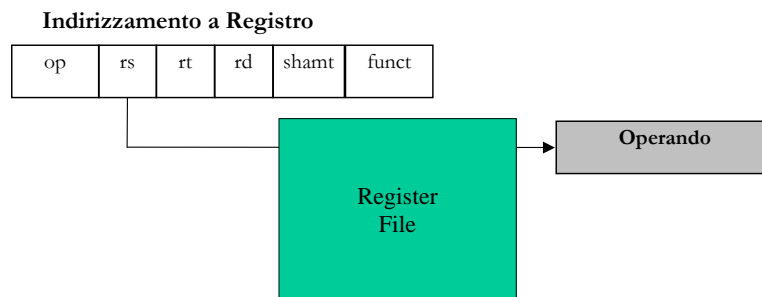 Indirizzamento a Registro
op rs rt rd shamt funct
Operando
Register
File